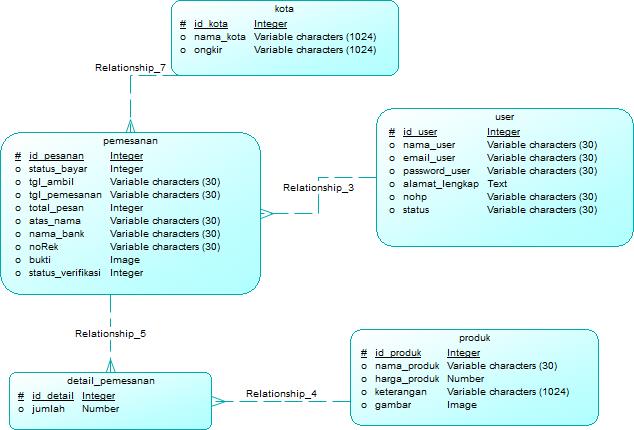 kota
# id_kota Integer
o nama_kota Variable characters (1024)
o ongkir Variable characters (1024)
Relationship_7
pemesanan
# id_pesanan Integer
o status_bayar Integer
o tgl_ambil Variable characters (30)
o tgl_pemesanan Variable characters (30)
o total_pesan Integer
o atas_nama Variable characters (30)
o nama_bank Variable characters (30)
o noRek Variable characters (30)
o bukti Image
o status_verifikasi Integer
user
# id_user Integer
o nama_user Variable characters (30)
o email_user Variable characters (30)
o password_user Variable characters (30)
o alamat_lengkap Text
o nohp Variable characters (30)
o status Variable characters (30)
Relationship_3
Relationship_5
detail_pemesanan
# id_detail Integer
o jumlah Number
Relationship_4
produk
# id_produk Integer
o nama_produk Variable characters (30)
o harga_produk Number
o keterangan Variable characters (1024)
o gambar Image